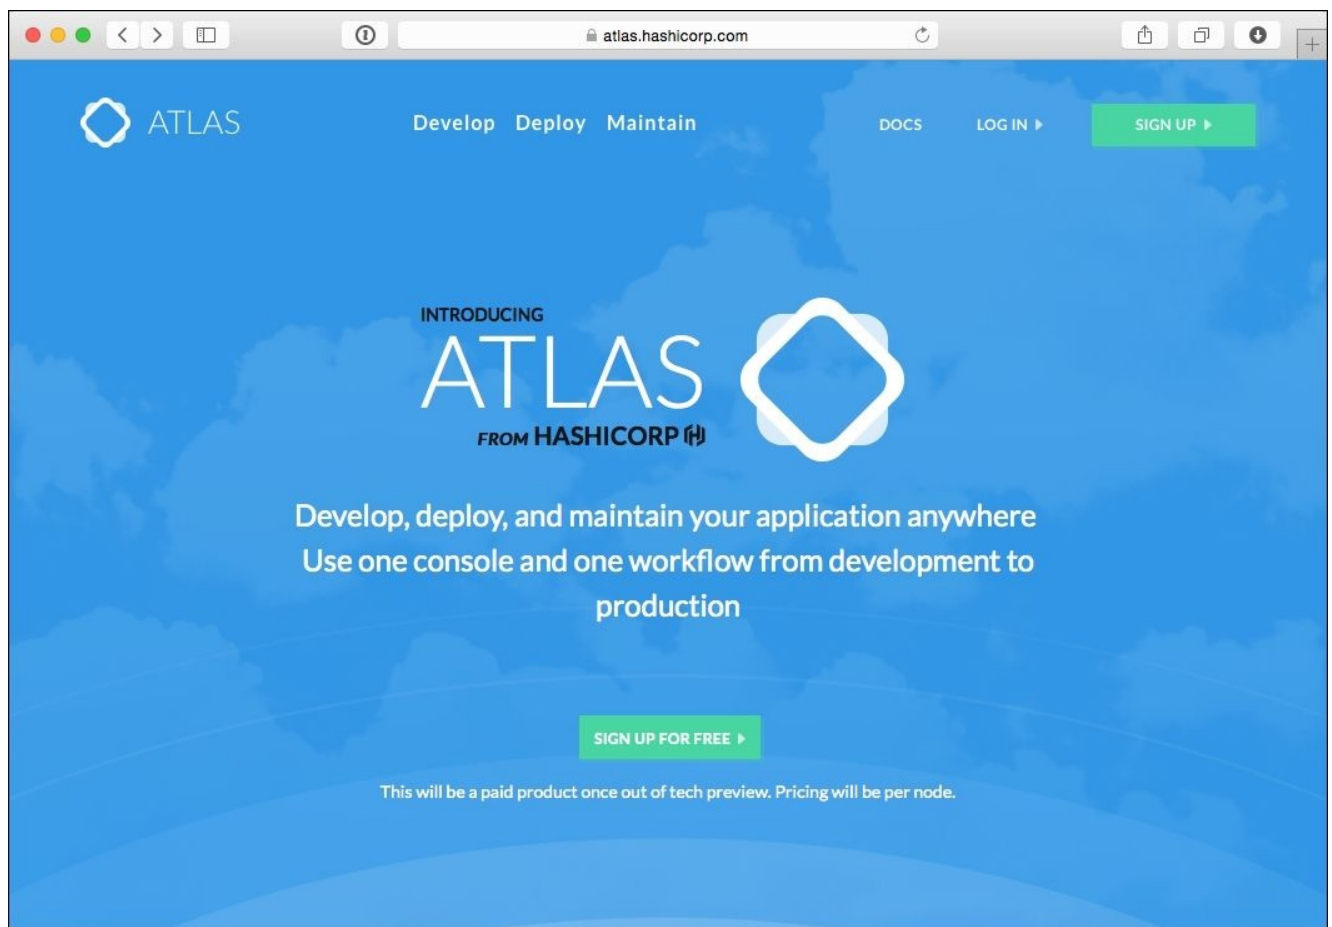 atlas.hashicorp.com
ATLAS
Develop Deploy Maintain
DOCS
LOG IN
SIGN UP
INTRODUCING
ATLAS
FROM HASHICORP
Develop, deploy, and maintain your application anywhere
Use one console and one workflow from development to
production
SIGN UP FOR FREE
This will be a paid product once out of tech preview. Pricing will be per node.